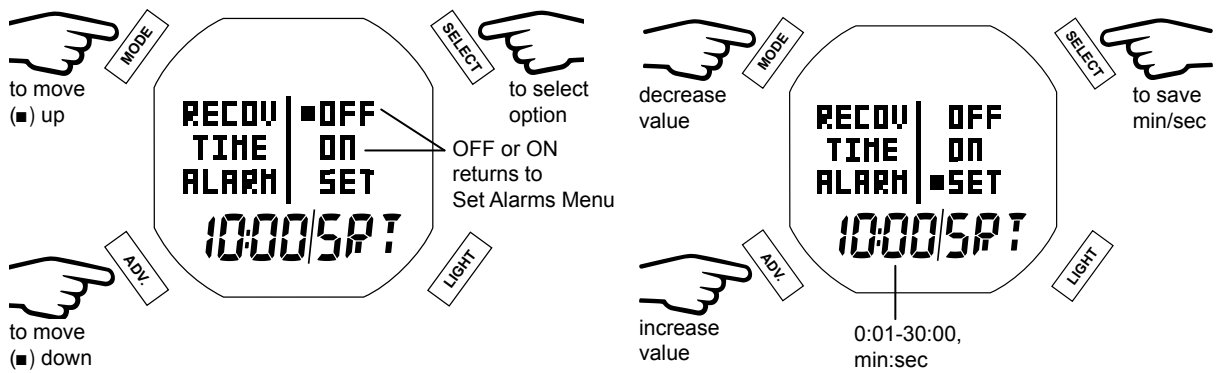 MODE
SELECT
to move
(■) up
to select
option
RECOV ■OFF
TIME ON
ALARM SET
10:00/SPT
OFF or ON
returns to
Set Alarms Menu
ADV.
LIGHT
to move
(■) down
MODE
SELECT
decrease
value
to save
min/sec
RECOV OFF
TIME ON
ALARM ■SET
10:00/SPT
ADV.
LIGHT
increase
value
0:01-30:00,
min:sec